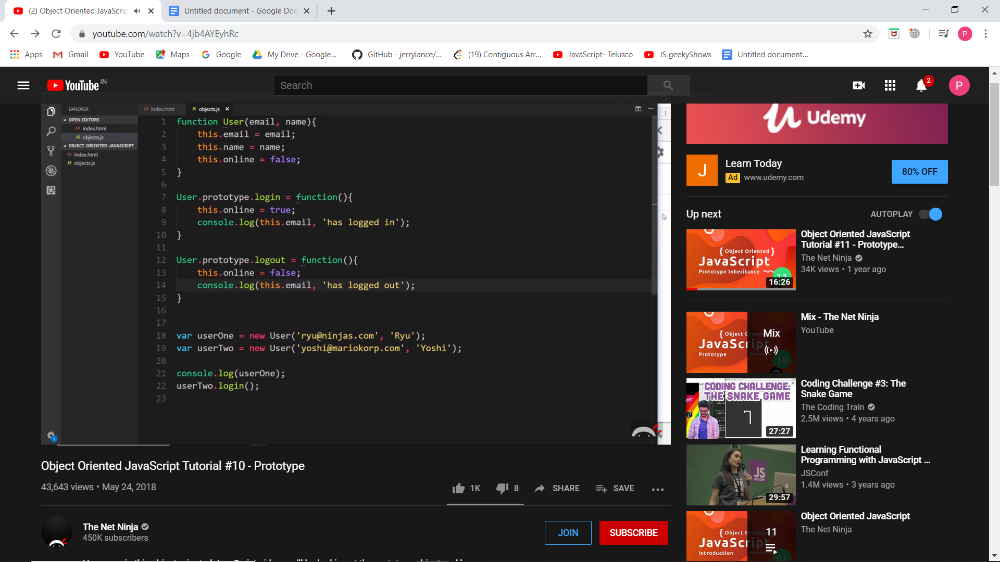 (2) Object Oriented JavaScrip
Untitled document - Google Doc
youtube.com/watch?v=4jb4AYEyhRc
P
Apps
Gmail
YouTube
Maps
Google
My Drive - Google...
GitHub - jerrylance/...
(19) Contiguous Arr...
JavaScript- Telusco
JS geekyShows
Untitled document...
YouTube IN
Search
2
P
EXPLORER
OPEN EDITORS
index.html
JS objects.js
OBJECT-ORIENTED-JAVASCRIPT
index.html
JS objects.js
1
index.html
JS objects.js
1 function User(email, name){
2 this.email = email;
3 this.name = name;
4 this.online = false;
5 }
6
7 User.prototype.login = function(){
8 this.online = true;
9 console.log(this.email, 'has logged in');
10 }
11
12 User.prototype.logout = function(){
13 this.online = false;
14 console.log(this.email, 'has logged out');
15 }
16
17
18 var userOne = new User('ryu@ninjas.com', 'Ryu');
19 var userTwo = new User('yoshi@mariokorp.com', 'Yoshi');
20
21 console.log(userOne);
22 userTwo.login();
23
Object Oriented JavaScript Tutorial #10 - Prototype
43,643 views • May 24, 2018
1K
8
SHARE
SAVE
The Net Ninja
450K subscribers
JOIN
SUBSCRIBE
Udemy
J
Learn Today
Ad www.udemy.com
80% OFF
Up next
AUTOPLAY
{ Object Oriented }
JavaScript
Prototype Inheritance
11
16:26
Object Oriented JavaScript
Tutorial #11 - Prototype...
The Net Ninja
34K views • 1 year ago
{ Object Oriented
JavaScrip
Prototype
Mix
10
Mix - The Net Ninja
YouTube
CODING CHALLENGE:
THE SNAKE GAME
p5*
27:27
Coding Challenge #3: The
Snake Game
The Coding Train
2.5M views • 4 years ago
JS
29:57
Learning Functional
Programming with JavaScript ...
JSConf
1.4M views • 3 years ago
{ Object Oriented
JavaScrip
Introduction
11
01
Object Oriented JavaScript
The Net Ninja